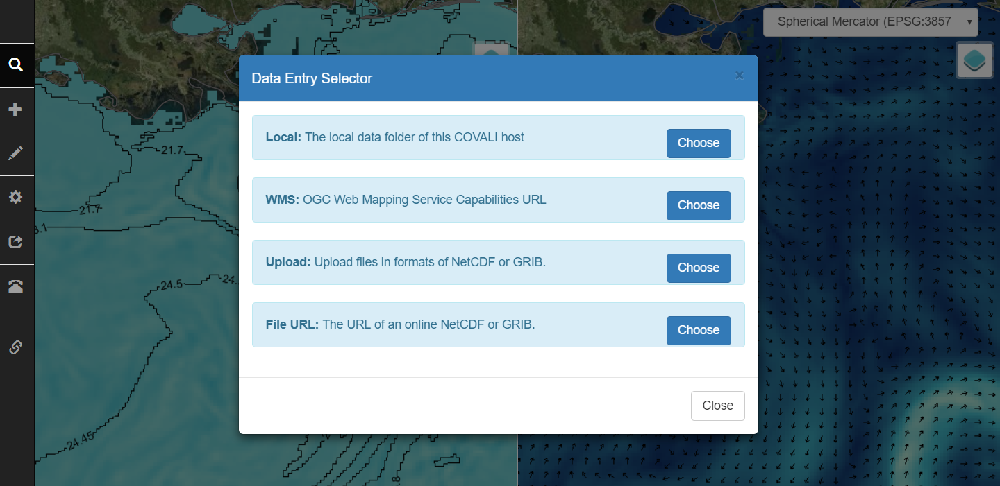 Spherical Mercator (EPSG:3857
Data Entry Selector
×
Local: The local data folder of this COVALI host
Choose
WMS: OGC Web Mapping Service Capabilities URL
Choose
Upload: Upload files in formats of NetCDF or GRIB.
Choose
File URL: The URL of an online NetCDF or GRIB.
Choose
Close
21.7
21.7
3.1
24.5
24.
24.45
8